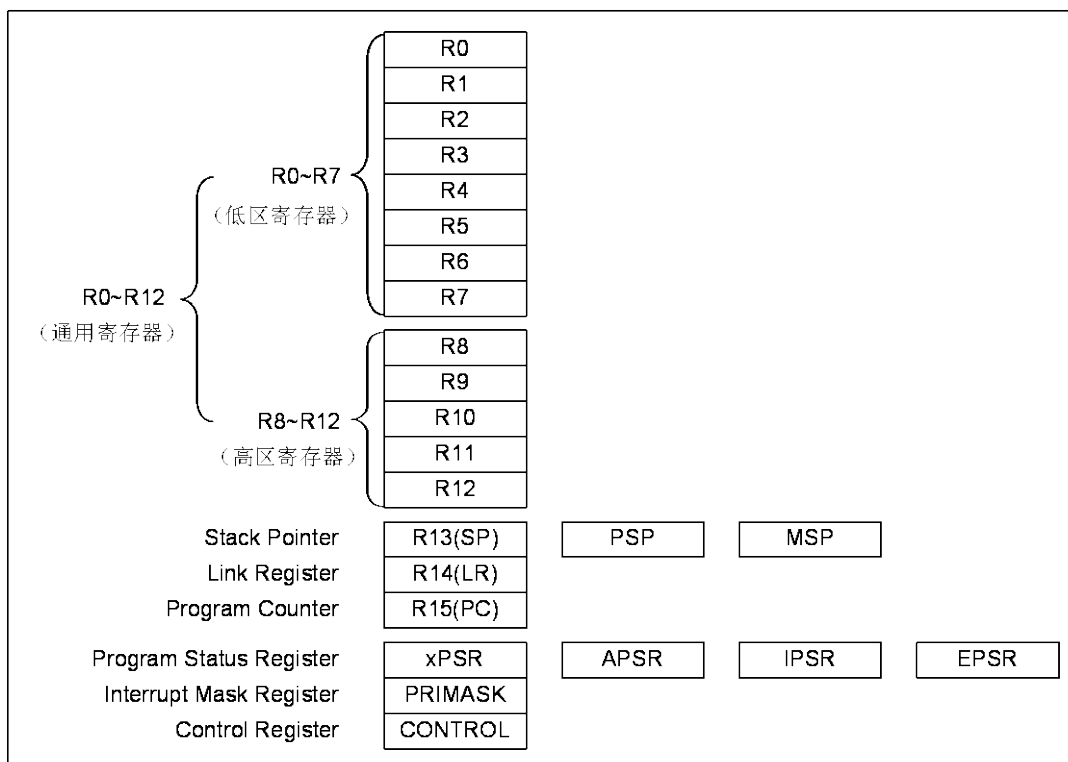 R0
R1
R2
R3
R0~R7
R4
（低区寄存器）
R5
R6
R7
R0~R12
（通用寄存器）
R8
R9
R8~R12
R10
（高区寄存器）
R11
R12
Stack Pointer R13(SP) PSP MSP
Link Register R14(LR)
Program Counter R15(PC)
Program Status Register xPSR APSR IPSR EPSR
Interrupt Mask Register PRIMASK
Control Register CONTROL